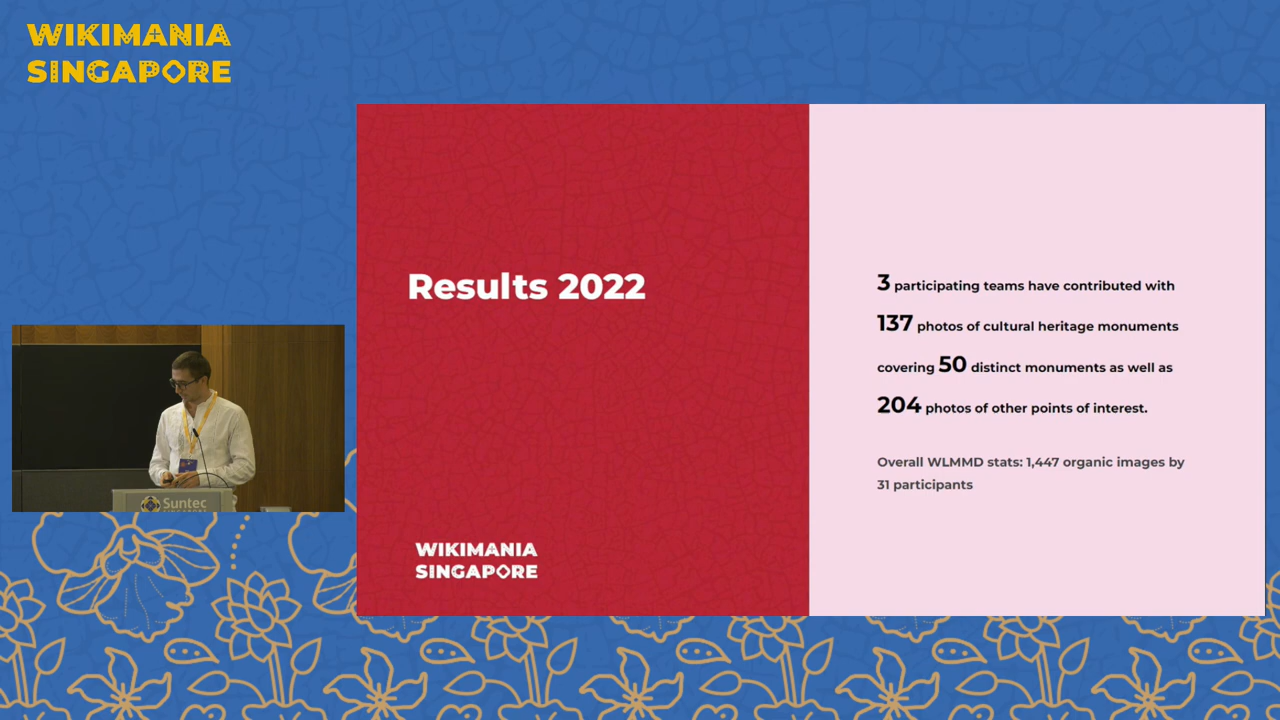 WIKIMANIA
SINGAPORE
Results 2022
3 participating teams have contributed with
137 photos of cultural heritage monuments
covering 50 distinct monuments as well as
204 photos of other points of interest.
Overall WLMMD stats: 1,447 organic images by
31 participants
WIKIMANIA
SINGAPORE
Suntec